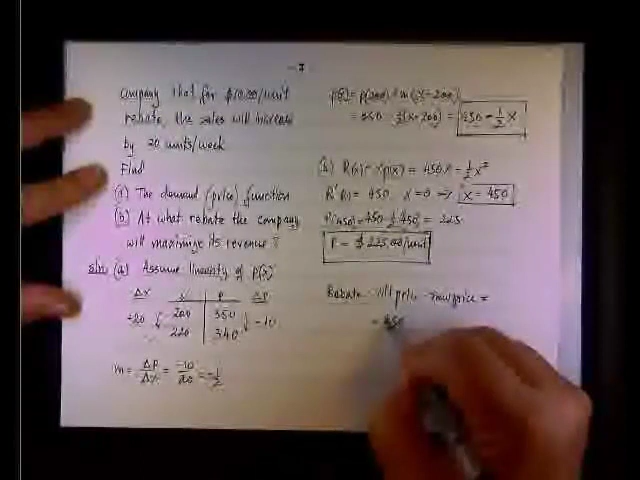 -7-
company that for $10.00/unit
rebate, the sales will increase
by 20 units/week
Find
(a) The demand (price) function
(b) At what rebate the company
will maximize its revenue?
sln (a) Assume linearity of p(x)
Δx x p Δp
+20 200 350 -10
220 340
m = Δp/Δx = -10/20 = -1/2
p(x) = p(200) + m(x-200)
= 350 - 1/2(x-200) = 450 - 1/2 x
(b) R(x) = xp(x) = 450x - 1/2 x²
R'(x) = 450 - x = 0 → x = 450
p(450) = 450 - 1/2 450 = 225
P = $225.00/unit
Rebate = old price - new price =
= 350